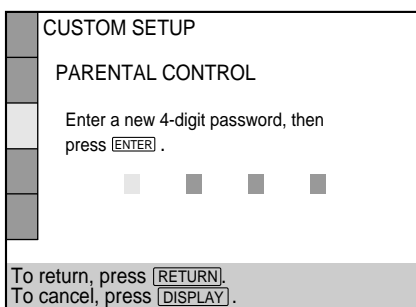 CUSTOM SETUP
PARENTAL CONTROL
Enter a new 4-digit password, then
press ENTER .
To return, press RETURN.
To cancel, press DISPLAY .